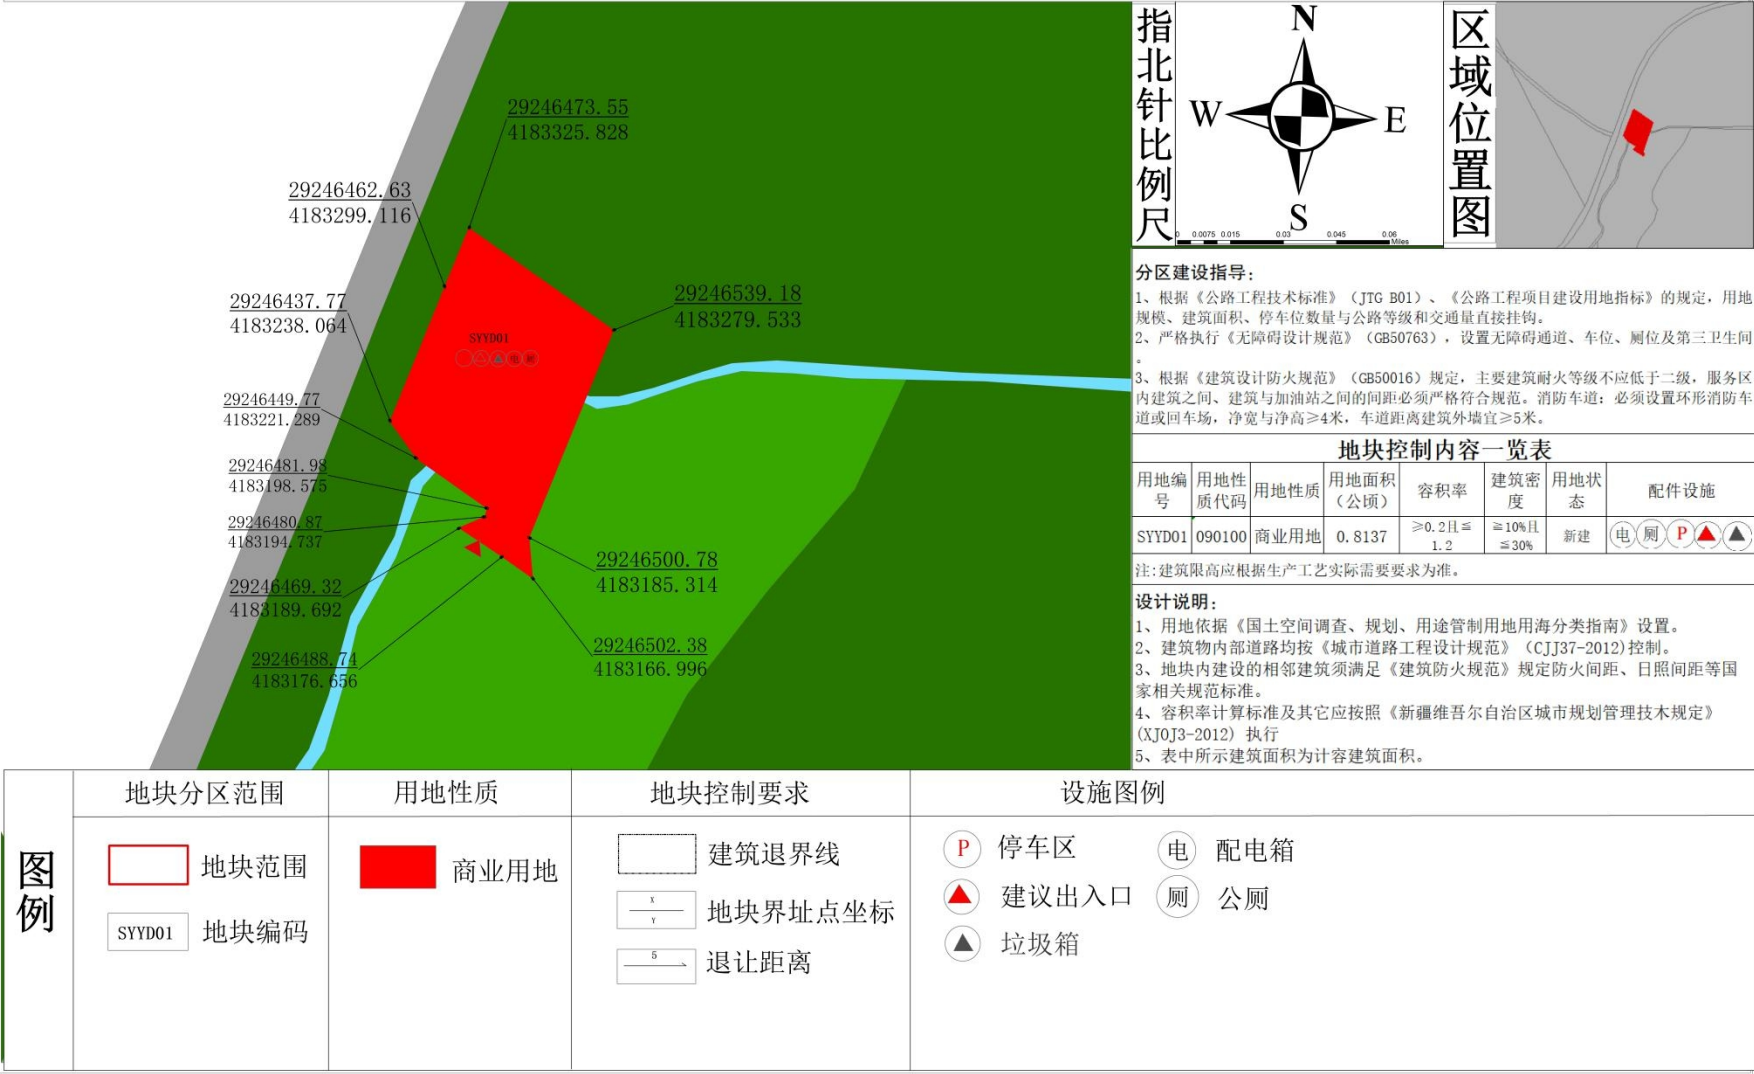 29246473.55
4183325.828
29246462.63
4183299.116
29246437.77
4183238.064
29246539.18
4183279.533
SYYD01
29246449.77
4183221.289
29246481.98
4183198.575
29246480.87
4183194.737
29246469.32
4183189.692
29246488.74
4183176.656
29246500.78
4183185.314
29246502.38
4183166.996
指北针比例尺
N
W
E
S
0 0.0075 0.015 0.03 0.045 0.06
Miles
区域位置图
分区建设指导：
1、根据《公路工程技术标准》（JTG B01）、《公路工程项目建设用地指标》的规定，用地
规模、建筑面积、停车位数量与公路等级和交通量直接挂钩。
2、严格执行《无障碍设计规范》（GB50763），设置无障碍通道、车位、厕位及第三卫生间
。
3、根据《建筑设计防火规范》（GB50016）规定，主要建筑耐火等级不应低于二级，服务区
内建筑之间、建筑与加油站之间的间距必须严格符合规范。消防车道：必须设置环形消防车
道或回车场，净宽与净高≥4米，车道距离建筑外墙宜≥5米。
地块控制内容一览表
用地编号 用地性质代码 用地性质 用地面积（公顷） 容积率 建筑密度 用地状态 配件设施
SYYD01 090100 商业用地 0.8137 ≥0.2且≦1.2 ≧10%且≦30% 新建 电 厕 P
注：建筑限高应根据生产工艺实际需要要求为准。
设计说明：
1、用地依据《国土空间调查、规划、用途管制用地用海分类指南》设置。
2、建筑物内部道路均按《城市道路工程设计规范》（CJJ37-2012)控制。
3、地块内建设的相邻建筑须满足《建筑防火规范》规定防火间距、日照间距等国
家相关规范标准。
4、容积率计算标准及其它应按照《新疆维吾尔自治区城市规划管理技术规定》
(XJ0J3-2012) 执行
5、表中所示建筑面积为计容建筑面积。
图例
地块分区范围
地块范围
SYYD01 地块编码
用地性质
商业用地
地块控制要求
建筑退界线
X
Y
地块界址点坐标
5 退让距离
设施图例
P 停车区 电 配电箱
建议出入口 厕 公厕
垃圾箱